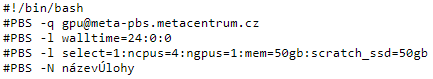 #!/bin/bash
#PBS -q gpu@meta-pbs.metacentrum.cz
#PBS -l walltime=24:0:0
#PBS -l select=1:ncpus=4:ngpus=1:mem=50gb:scratch_ssd=50gb
#PBS -N názevÚlohy